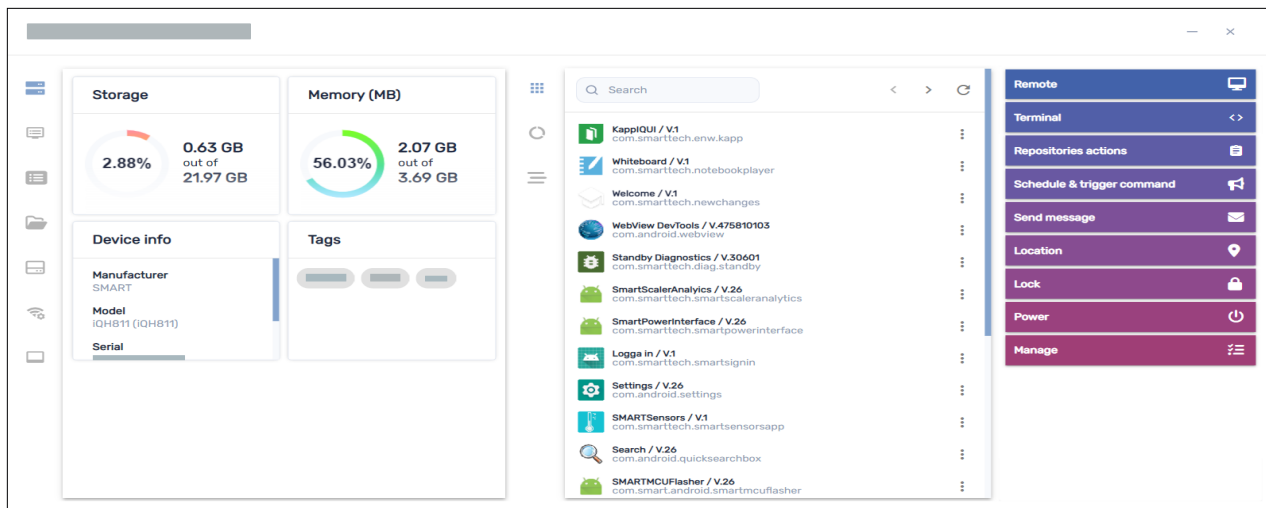 Storage
2.88%
0.63 GB
out of
21.97 GB
Memory (MB)
56.03%
2.07 GB
out of
3.69 GB
Device info
Manufacturer
SMART
Model
iQH811 (iQH811)
Serial
Tags
Search
KappIQUI / V.1
com.smarttech.enw.kapp
Whiteboard / V.1
com.smarttech.notebookplayer
Welcome / V.1
com.smarttech.newchanges
WebView DevTools / V.475810103
com.android.webview
Standby Diagnostics / V.30601
com.smarttech.diag.standby
SmartScalerAnalyics / V.26
com.smarttech.smartscaleranalytics
SmartPowerInterface / V.26
com.smarttech.smartpowerinterface
Logga in / V.1
com.smarttech.smartsignin
Settings / V.26
com.android.settings
SMARTSensors / V.1
com.smarttech.smartsensorsapp
Search / V.26
com.android.quicksearchbox
SMARTMCUFlasher / V.26
com.smart.android.smartmcuflasher
Remote
Terminal
Repositories actions
Schedule & trigger command
Send message
Location
Lock
Power
Manage